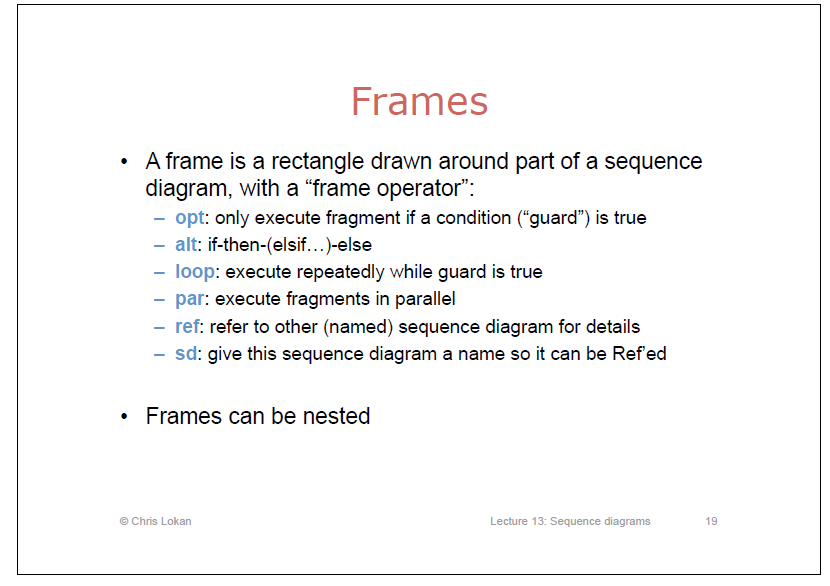 Frames
• A frame is a rectangle drawn around part of a sequence
diagram, with a “frame operator”:
– opt: only execute fragment if a condition (“guard”) is true
– alt: if-then-(elsif…)-else
– loop: execute repeatedly while guard is true
– par: execute fragments in parallel
– ref: refer to other (named) sequence diagram for details
– sd: give this sequence diagram a name so it can be Ref’ed
• Frames can be nested
© Chris Lokan Lecture 13: Sequence diagrams 19